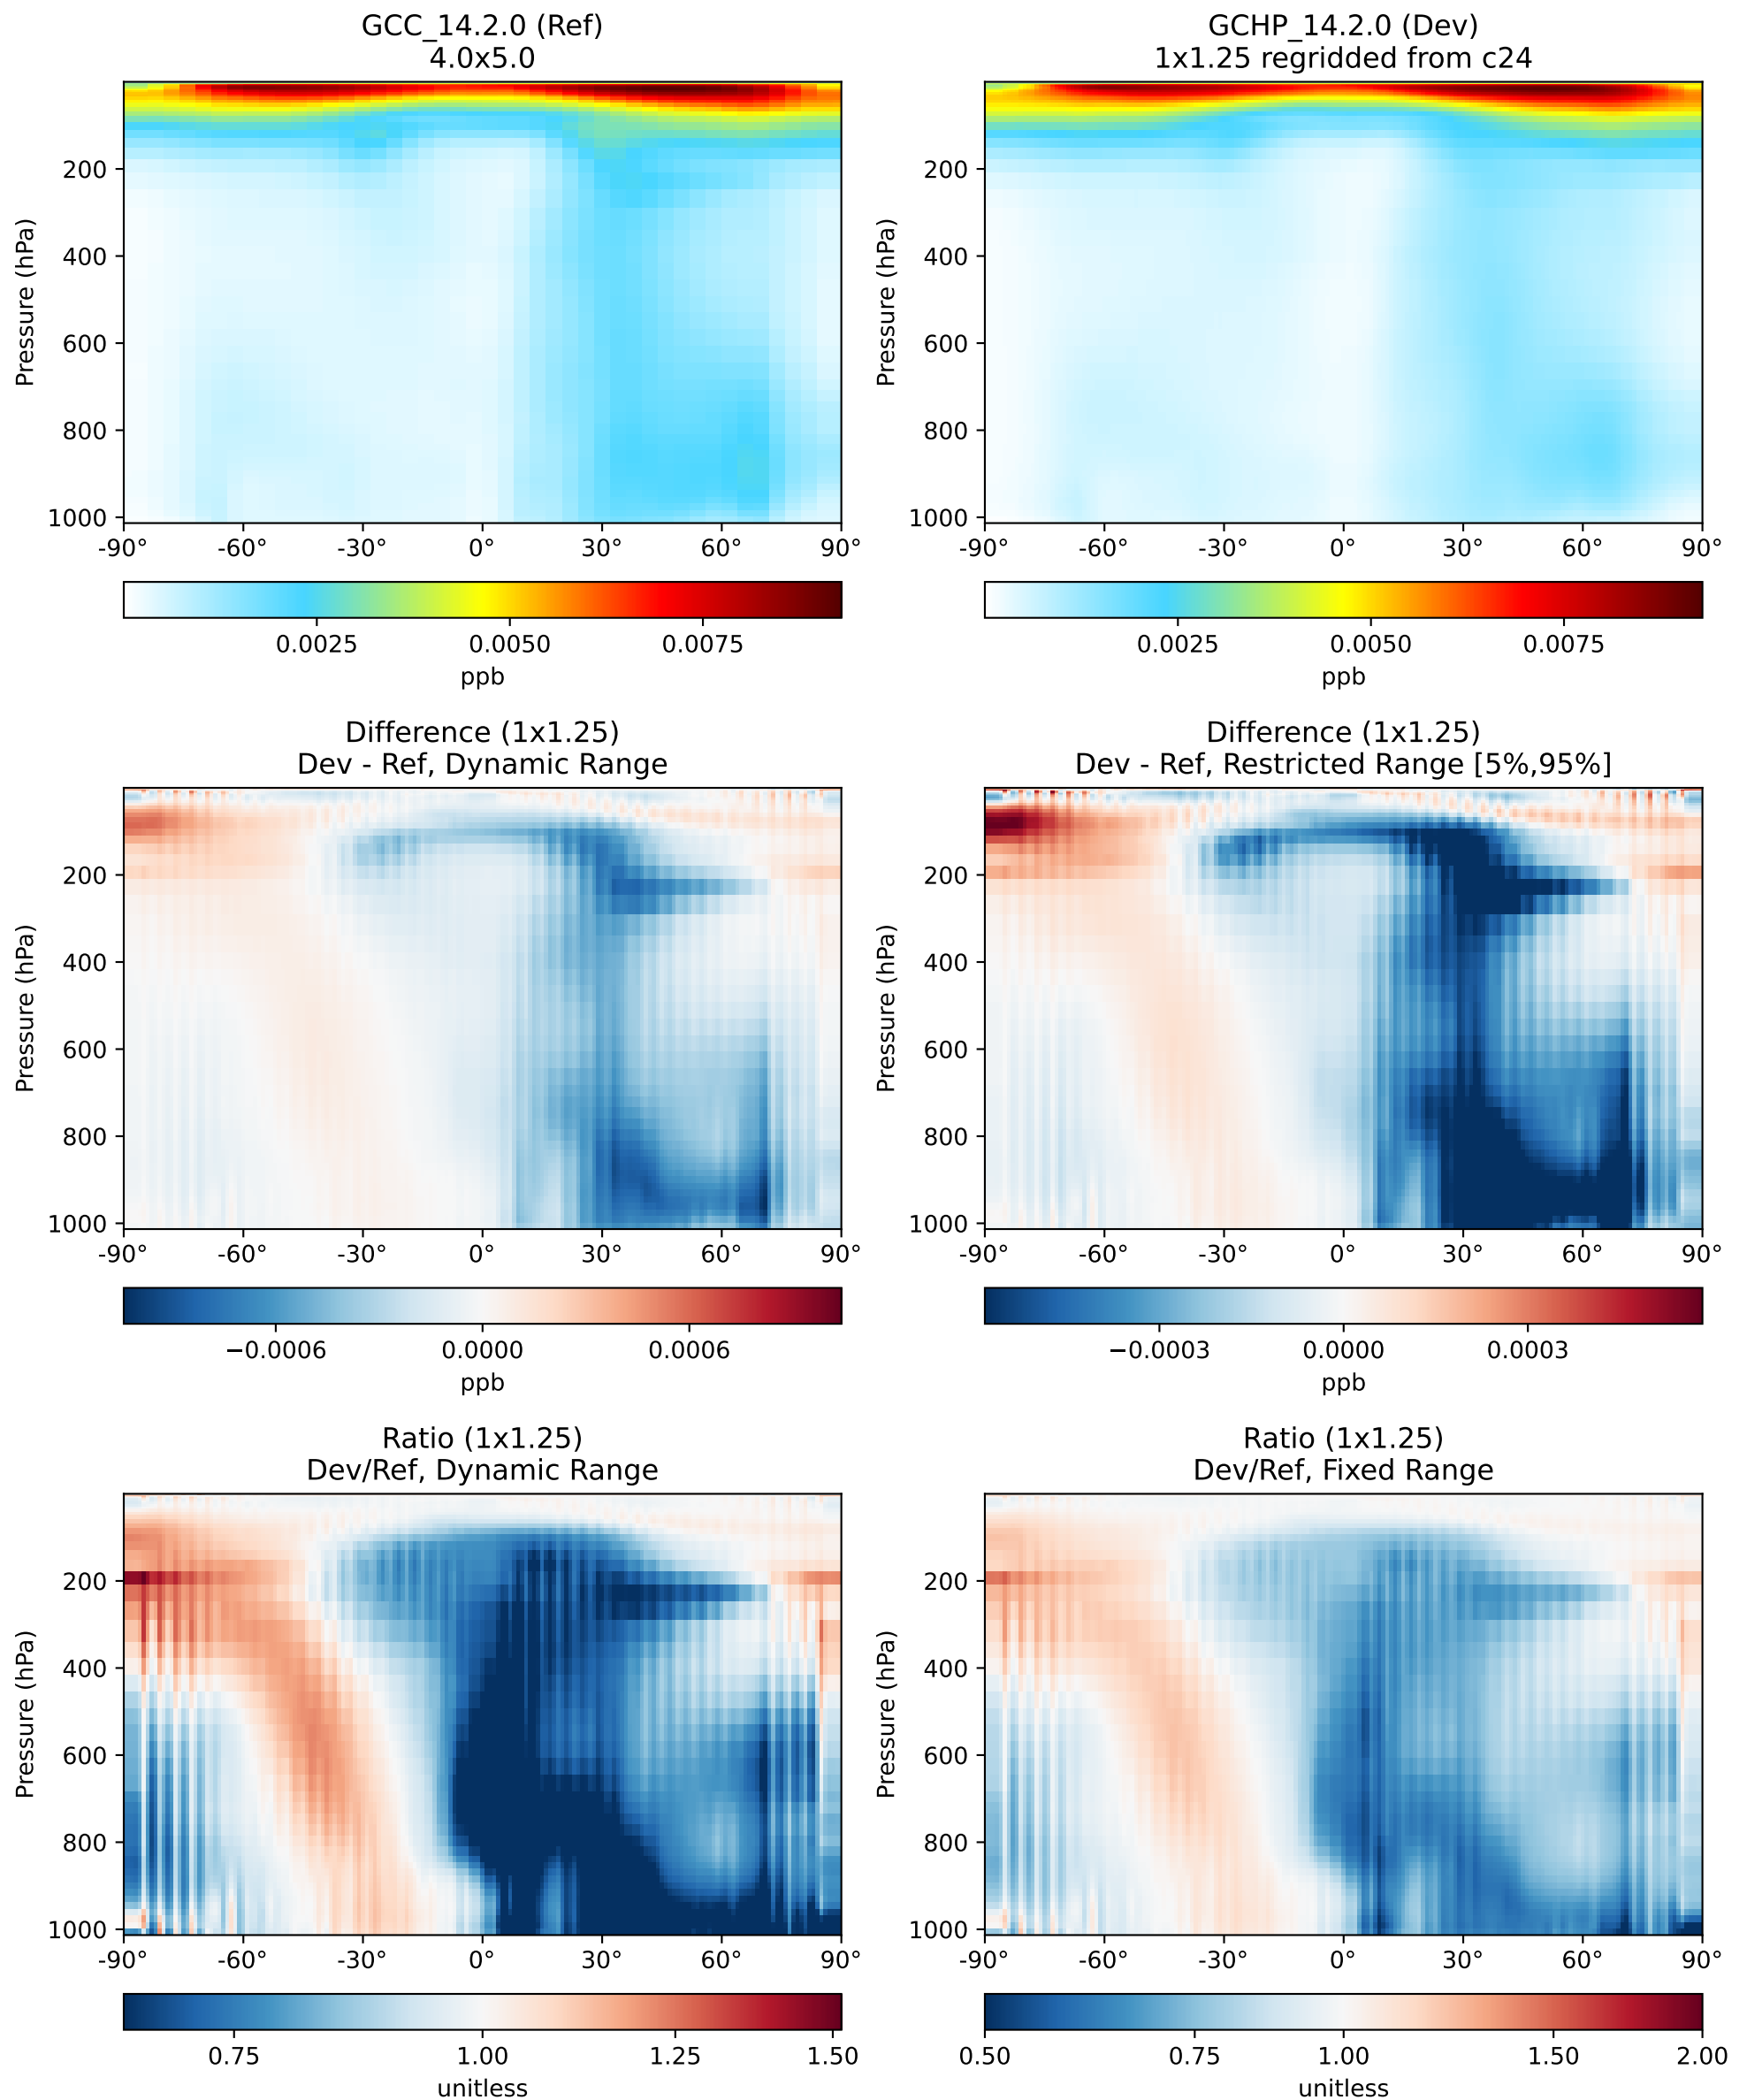 GCC_14.2.0 (Ref)
4.0x5.0
Pressure (hPa)
200
400
600
800
1000
-90° -60° -30° 0° 30° 60° 90°
0.0025 0.0050 0.0075
ppb
GCHP_14.2.0 (Dev)
1x1.25 regridded from c24
Pressure (hPa)
200
400
600
800
1000
-90° -60° -30° 0° 30° 60° 90°
0.0025 0.0050 0.0075
ppb
Difference (1x1.25)
Dev - Ref, Dynamic Range
Pressure (hPa)
200
400
600
800
1000
-90° -60° -30° 0° 30° 60° 90°
−0.0006 0.0000 0.0006
ppb
Difference (1x1.25)
Dev - Ref, Restricted Range [5%,95%]
Pressure (hPa)
200
400
600
800
1000
-90° -60° -30° 0° 30° 60° 90°
−0.0003 0.0000 0.0003
ppb
Ratio (1x1.25)
Dev/Ref, Dynamic Range
Pressure (hPa)
200
400
600
800
1000
-90° -60° -30° 0° 30° 60° 90°
0.75 1.00 1.25 1.50
unitless
Ratio (1x1.25)
Dev/Ref, Fixed Range
Pressure (hPa)
200
400
600
800
1000
-90° -60° -30° 0° 30° 60° 90°
0.50 0.75 1.00 1.50 2.00
unitless